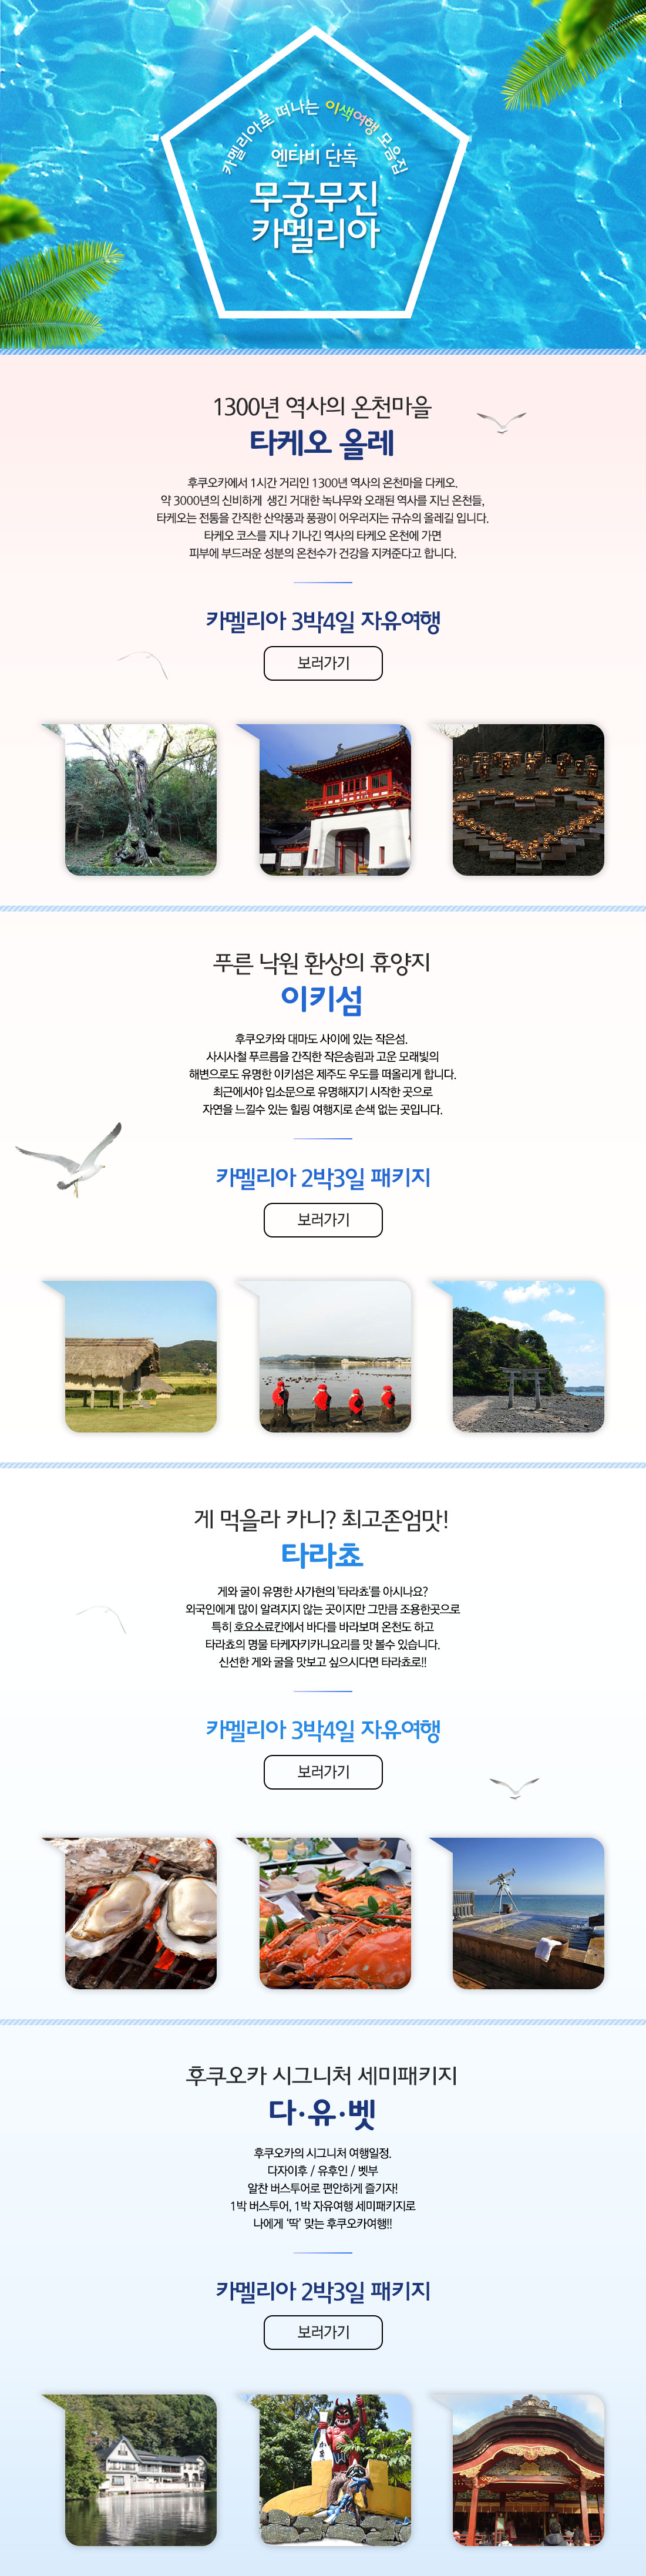 카멜리아로 떠나는 이색여행 모음집
엔타비 단독
무궁무진
카멜리아
1300년 역사의 온천마을
타케오 올레
후쿠오카에서 1시간 거리인 1300년 역사의 온천마을 다케오.
약 3000년의 신비하게 생긴 거대한 녹나무와 오래된 역사를 지닌 온천들,
타케오는 전통을 간직한 산악풍과 풍광이 어우러지는 규슈의 올레길 입니다.
타케오 코스를 지나 기나긴 역사의 타케오 온천에 가면
피부에 부드러운 성분의 온천수가 건강을 지켜준다고 합니다.
카멜리아 3박4일 자유여행
보러가기
푸른 낙원 환상의 휴양지
이키섬
후쿠오카와 대마도 사이에 있는 작은섬.
사시사철 푸르름을 간직한 작은송림과 고운 모래빛의
해변으로도 유명한 이키섬은 제주도 우도를 떠올리게 합니다.
최근에서야 입소문으로 유명해지기 시작한 곳으로
자연을 느낄수 있는 힐링 여행지로 손색 없는 곳입니다.
카멜리아 2박3일 패키지
보러가기
게 먹을라 카니? 최고존엄맛!
타라쵸
게와 굴이 유명한 사가현의 '타라쵸'를 아시나요?
외국인에게 많이 알려지지 않는 곳이지만 그만큼 조용한곳으로
특히 호요소료칸에서 바다를 바라보며 온천도 하고
타라쵸의 명물 타케자키카니요리를 맛 볼수 있습니다.
신선한 게와 굴을 맛보고 싶으시다면 타라쵸로!!
카멜리아 3박4일 자유여행
보러가기
후쿠오카 시그니처 세미패키지
다·유·벳
후쿠오카의 시그니처 여행일정.
다자이후 / 유후인 / 벳부
알찬 버스투어로 편안하게 즐기자!
1박 버스투어, 1박 자유여행 세미패키지로
나에게 '딱' 맞는 후쿠오카여행!!
카멜리아 2박3일 패키지
보러가기